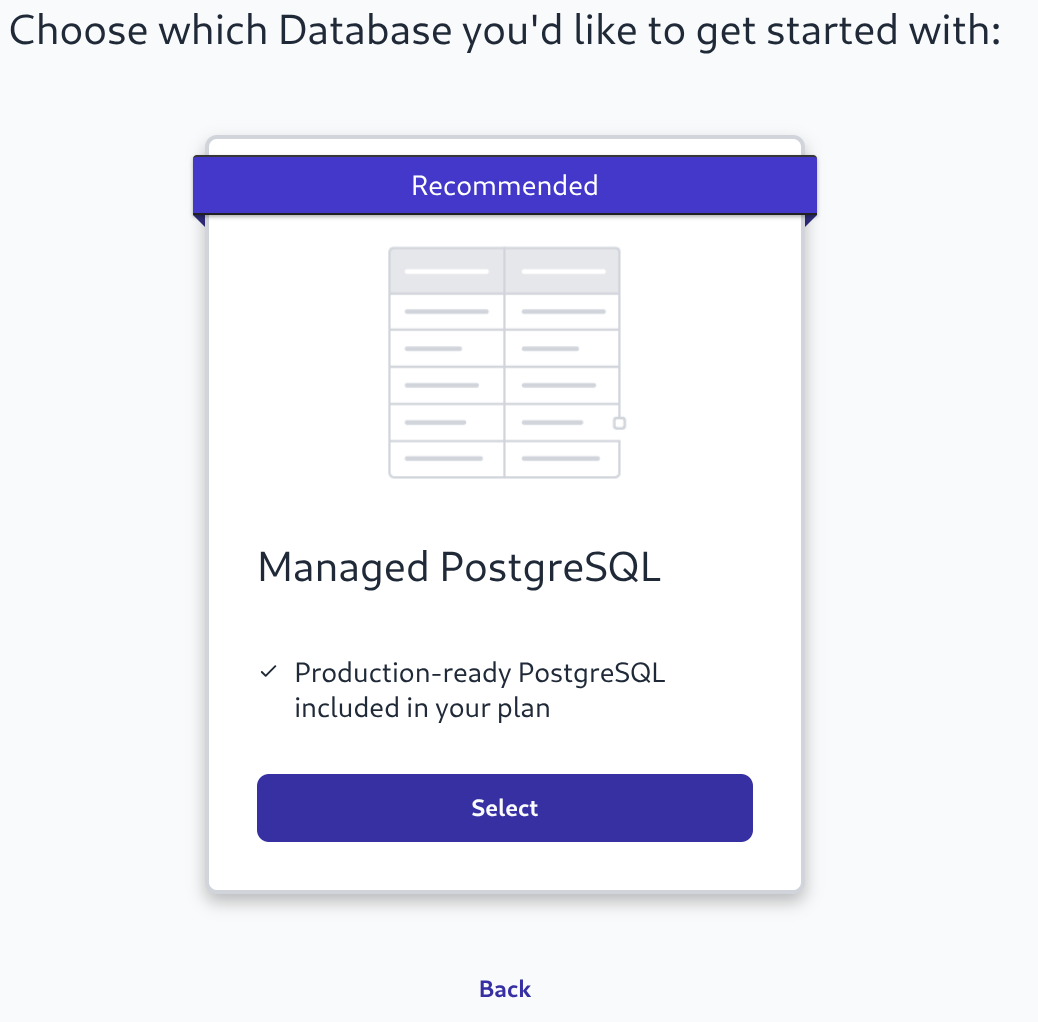 Choose which Database you'd like to get started with:
Recommended
Managed PostgreSQL
Production-ready PostgreSQL
included in your plan
Select
Back